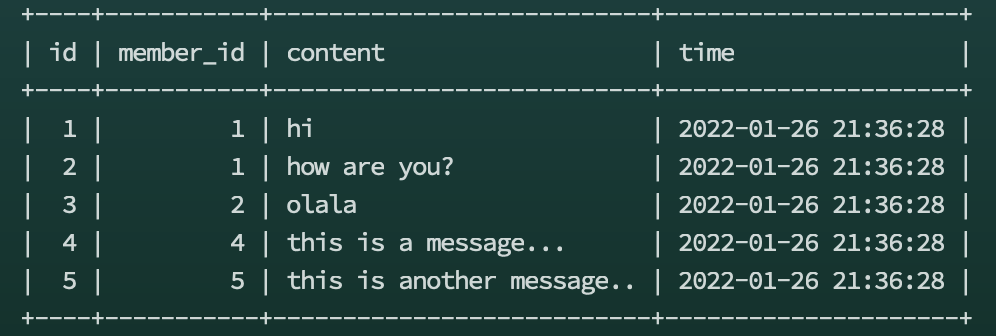 +----+-----------+---------------------------+---------------------+
| id | member_id | content                   | time                |
+----+-----------+---------------------------+---------------------+
|  1 |         1 | hi                        | 2022-01-26 21:36:28 |
|  2 |         1 | how are you?              | 2022-01-26 21:36:28 |
|  3 |         2 | olala                     | 2022-01-26 21:36:28 |
|  4 |         4 | this is a message...      | 2022-01-26 21:36:28 |
|  5 |         5 | this is another message.. | 2022-01-26 21:36:28 |
+----+-----------+---------------------------+---------------------+